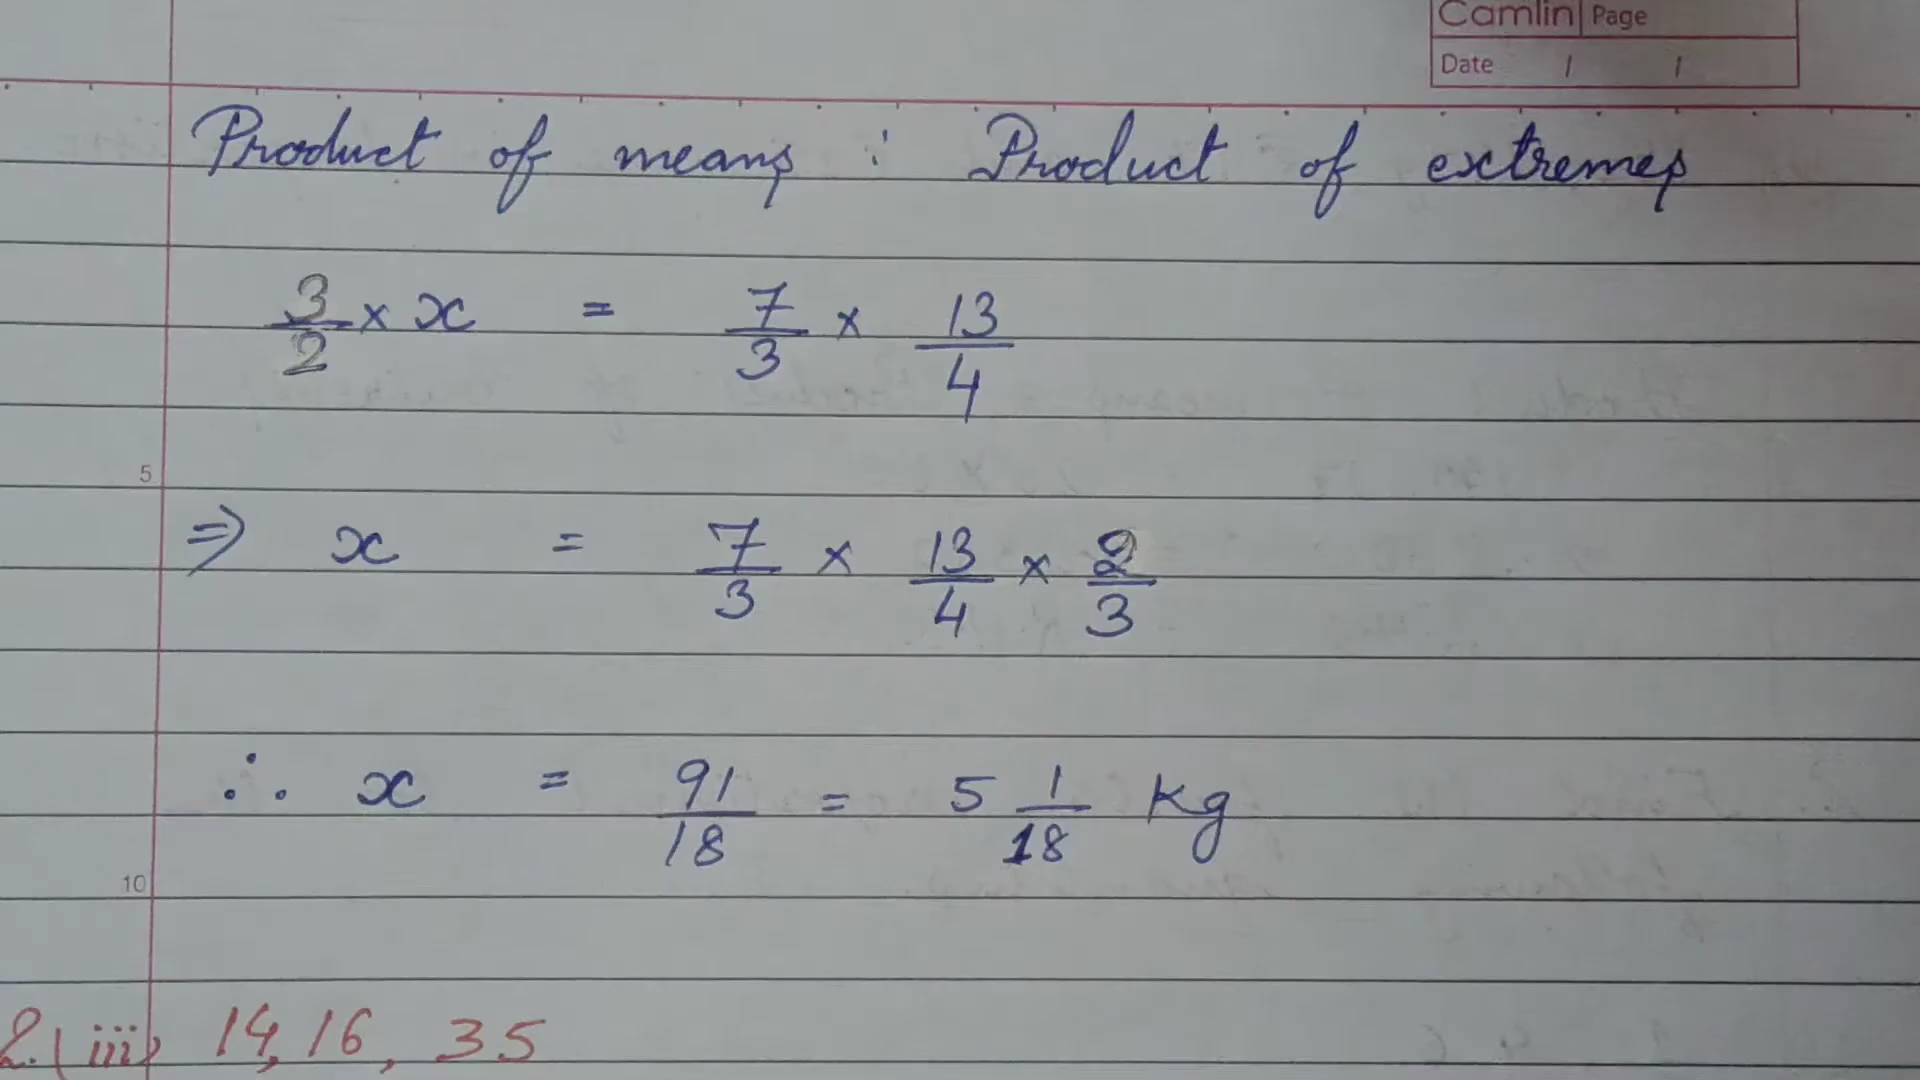 Camlin Page
Date / /
Product of means : Product of extremes
3/2 × x = 7/3 × 13/4
5
⇒ x = 7/3 × 13/4 × 2/3
∴ x = 91/18 = 5 1/18 kg
10
2. (iii) 14, 16, 35